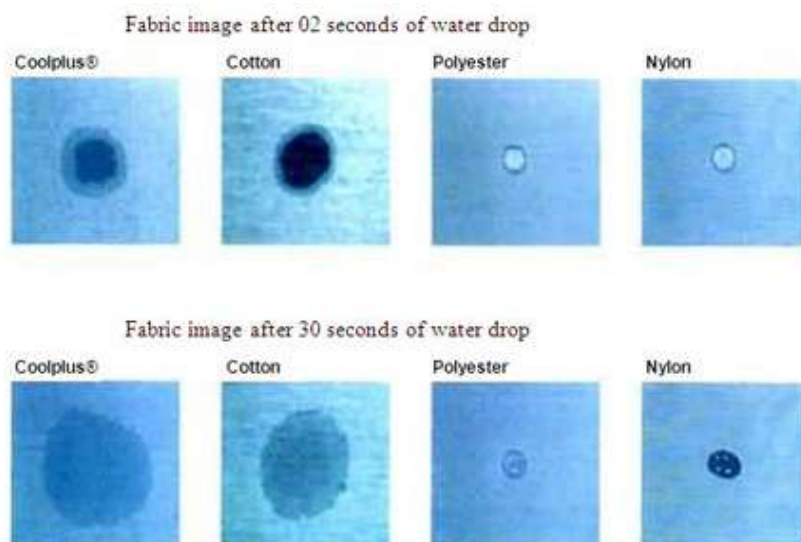 Fabric image after 02 seconds of water drop
Coolplus® Cotton Polyester Nylon
Fabric image after 30 seconds of water drop
Coolplus® Cotton Polyester Nylon